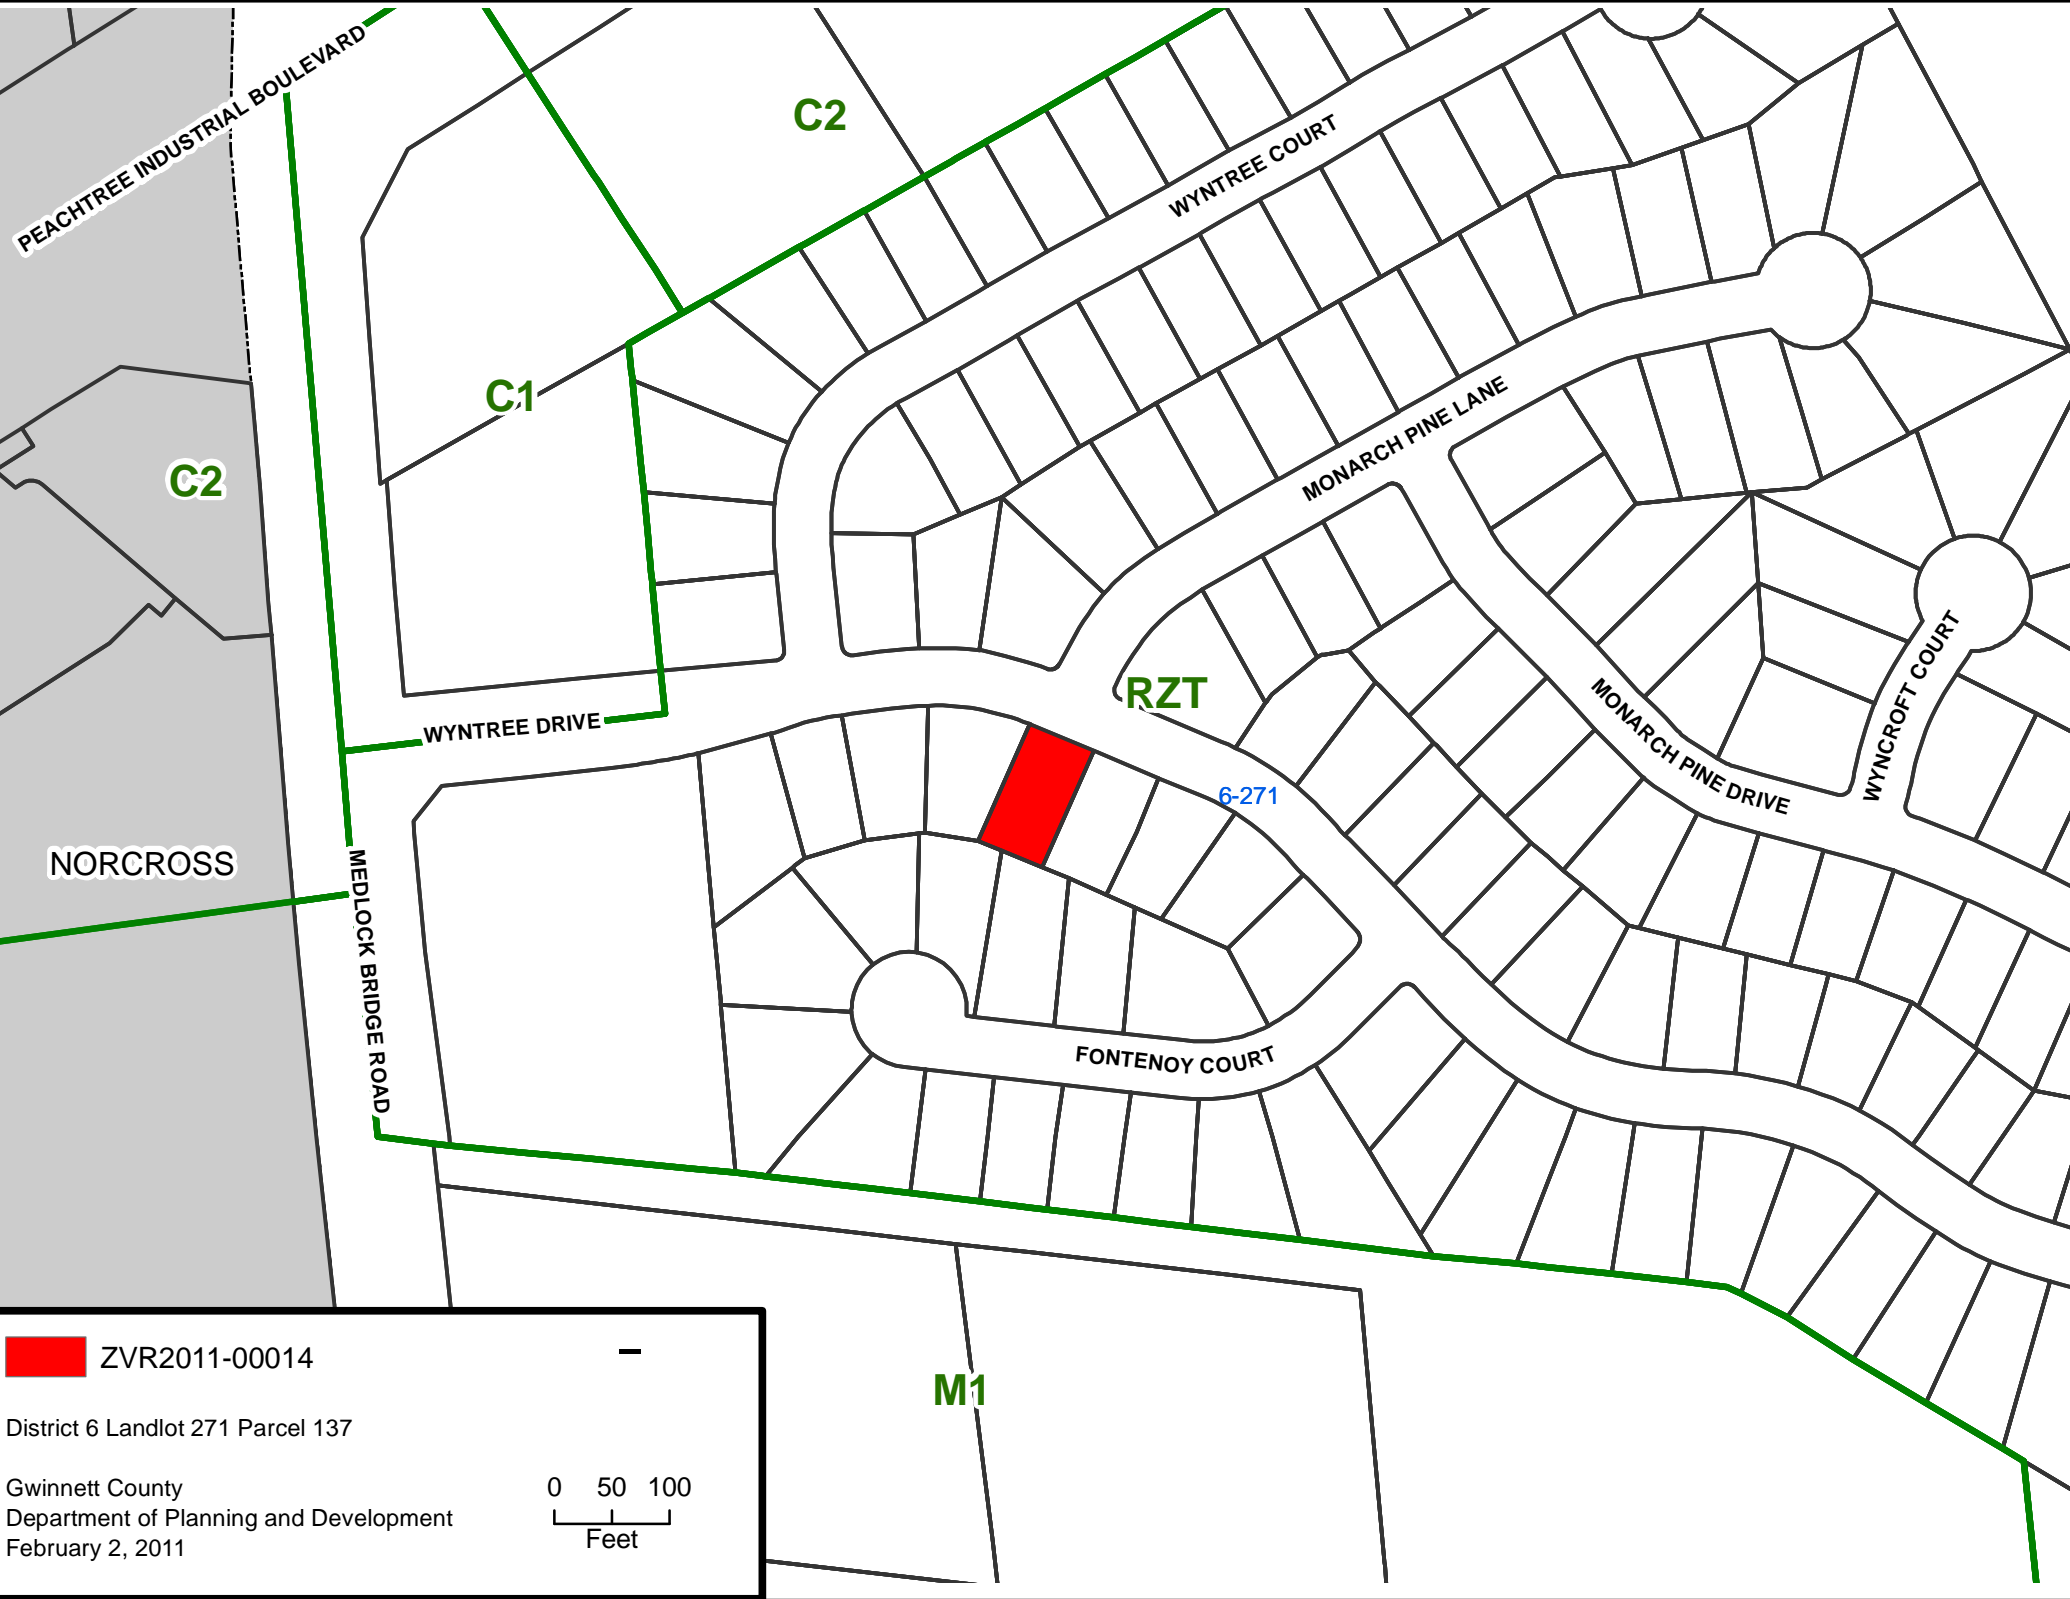 PEACHTREE INDUSTRIAL BOULEVARD
C2
WYNTREE COURT
C1
C2
MONARCH PINE LANE
RZT
WYNTREE DRIVE
MONARCH PINE DRIVE
WYNCROFT COURT
6-271
NORCROSS
MEDLOCK BRIDGE ROAD
FONTENOY COURT
M1
ZVR2011-00014
District 6 Landlot 271 Parcel 137
Gwinnett County
Department of Planning and Development
February 2, 2011
0 50 100
Feet